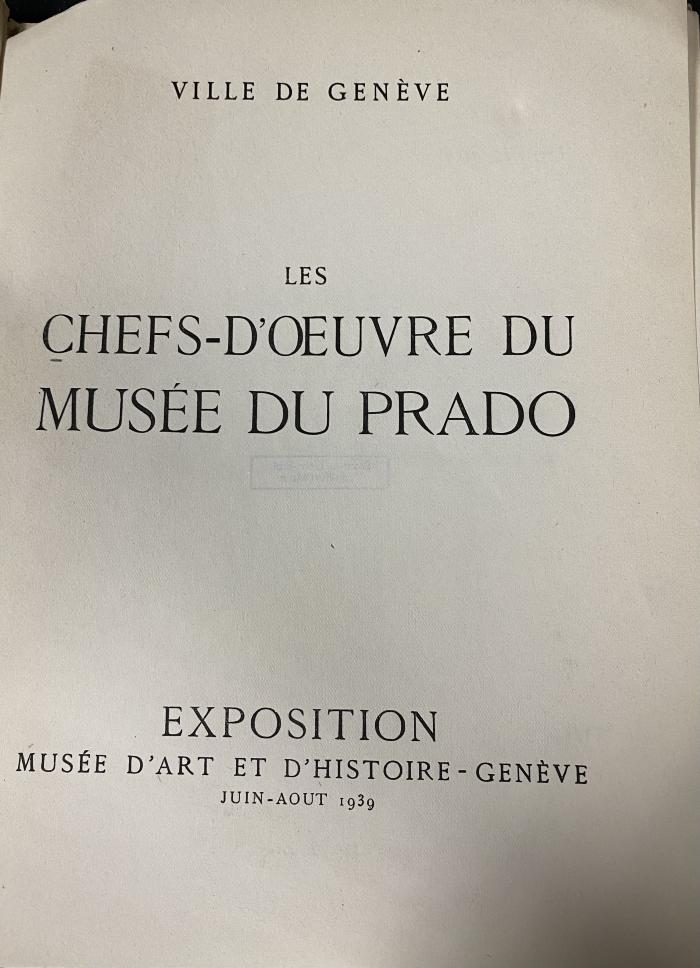 VILLE DE GENÈVE
LES
CHEFS-D'ŒUVRE DU
MUSÉE DU PRADO
EXPOSITION
MUSÉE D'ART ET D'HISTOIRE - GENÈVE
JUIN-AOUT 1939